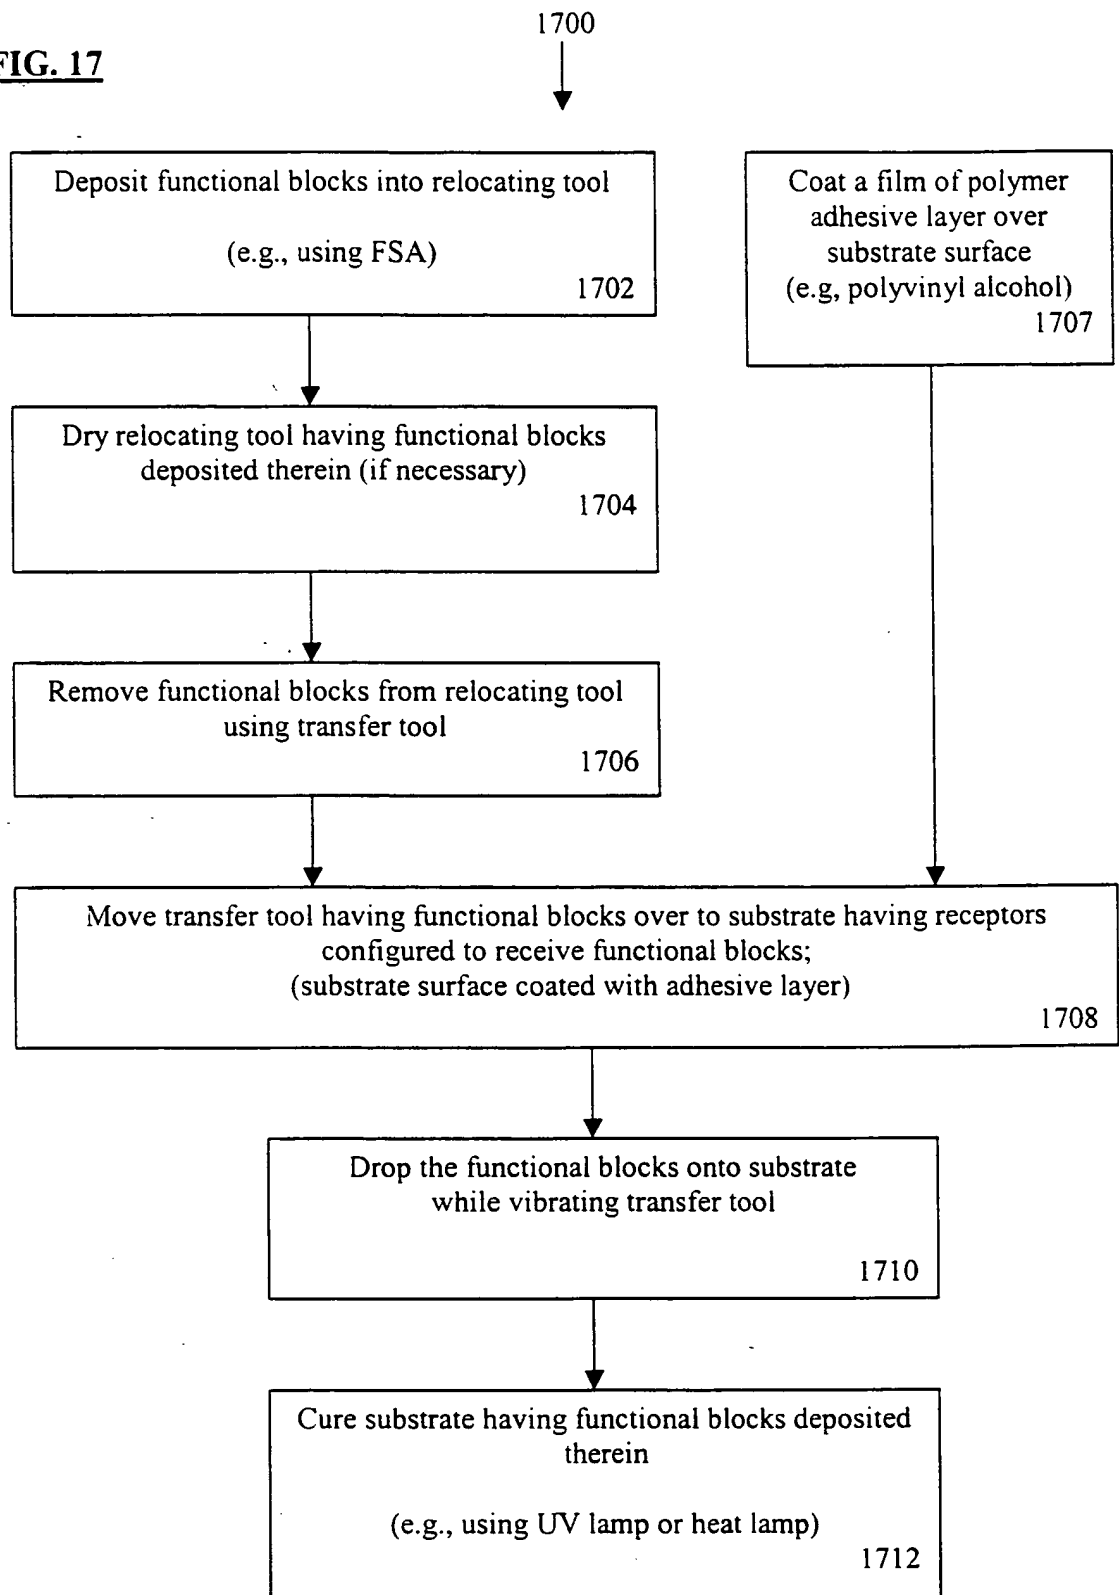 1700
FIG. 17
Deposit functional blocks into relocating tool
(e.g., using FSA)
1702
Coat a film of polymer
adhesive layer over
substrate surface
(e.g, polyvinyl alcohol)
1707
Dry relocating tool having functional blocks
deposited therein (if necessary)
1704
Remove functional blocks from relocating tool
using transfer tool
1706
Move transfer tool having functional blocks over to substrate having receptors
configured to receive functional blocks;
(substrate surface coated with adhesive layer)
1708
Drop the functional blocks onto substrate
while vibrating transfer tool
1710
Cure substrate having functional blocks deposited
therein
(e.g., using UV lamp or heat lamp)
1712